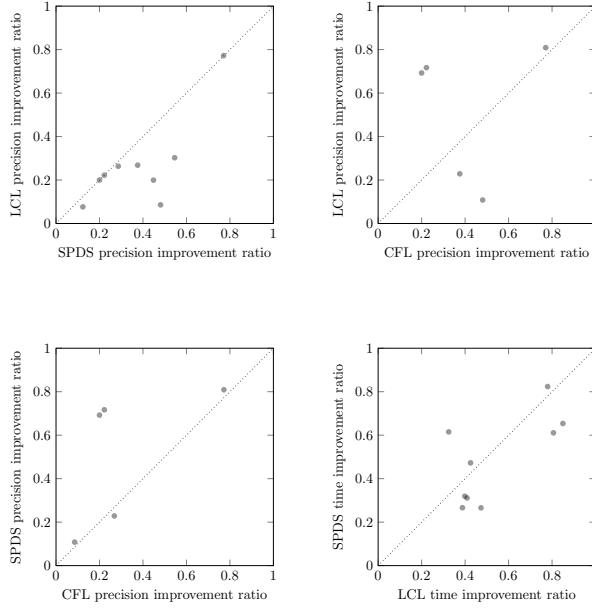 1
0.8
0.6
0.4
0.2
0
0 0.2 0.4 0.6 0.8 1
LCL precision improvement ratio
SPDS precision improvement ratio
1
0.8
0.6
0.4
0.2
0
0 0.2 0.4 0.6 0.8 1
LCL precision improvement ratio
CFL precision improvement ratio
1
0.8
0.6
0.4
0.2
0
0 0.2 0.4 0.6 0.8 1
SPDS precision improvement ratio
CFL precision improvement ratio
1
0.8
0.6
0.4
0.2
0
0 0.2 0.4 0.6 0.8 1
SPDS time improvement ratio
LCL time improvement ratio